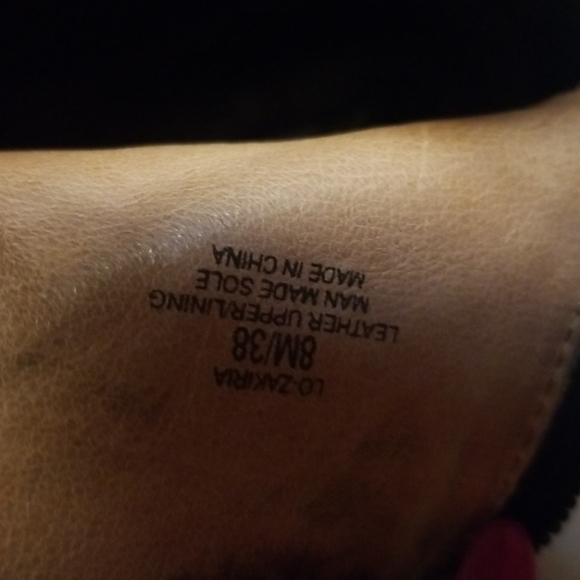 LO-ZAKIRIA
8M/38
LEATHER UPPER/LINING
MAN MADE SOLE
MADE IN CHINA